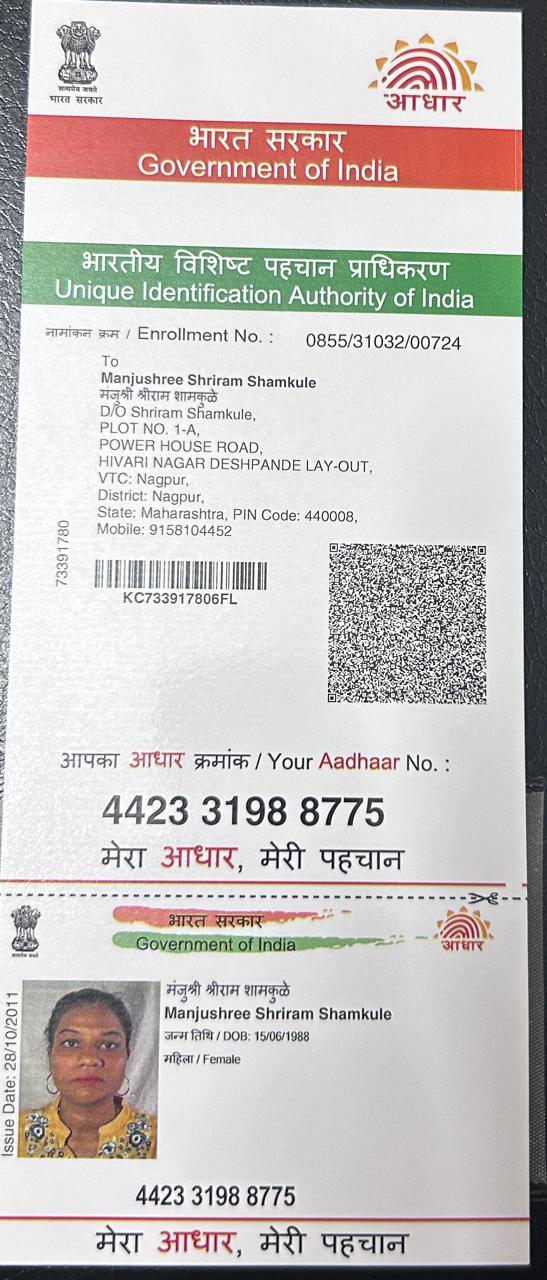 सत्यमेव जयते
भारत सरकार
आधार
भारत सरकार
Government of India
भारतीय विशिष्ट पहचान प्राधिकरण
Unique Identification Authority of India
नामांकन क्रम / Enrollment No. : 0855/31032/00724
To
Manjushree Shriram Shamkule
मंजुश्री श्रीराम शामकुळे
D/O Shriram Shamkule,
PLOT NO. 1-A,
POWER HOUSE ROAD,
HIVARI NAGAR DESHPANDE LAY-OUT,
VTC: Nagpur,
District: Nagpur,
State: Maharashtra, PIN Code: 440008,
Mobile: 9158104452
73391780
KC733917806FL
आपका आधार क्रमांक / Your Aadhaar No. :
4423 3198 8775
मेरा आधार, मेरी पहचान
भारत सरकार
Government of India
सत्यमेव जयते
आधार
Issue Date: 28/10/2011
मंजुश्री श्रीराम शामकुळे
Manjushree Shriram Shamkule
जन्म तिथि / DOB: 15/06/1988
महिला / Female
4423 3198 8775
मेरा आधार, मेरी पहचान